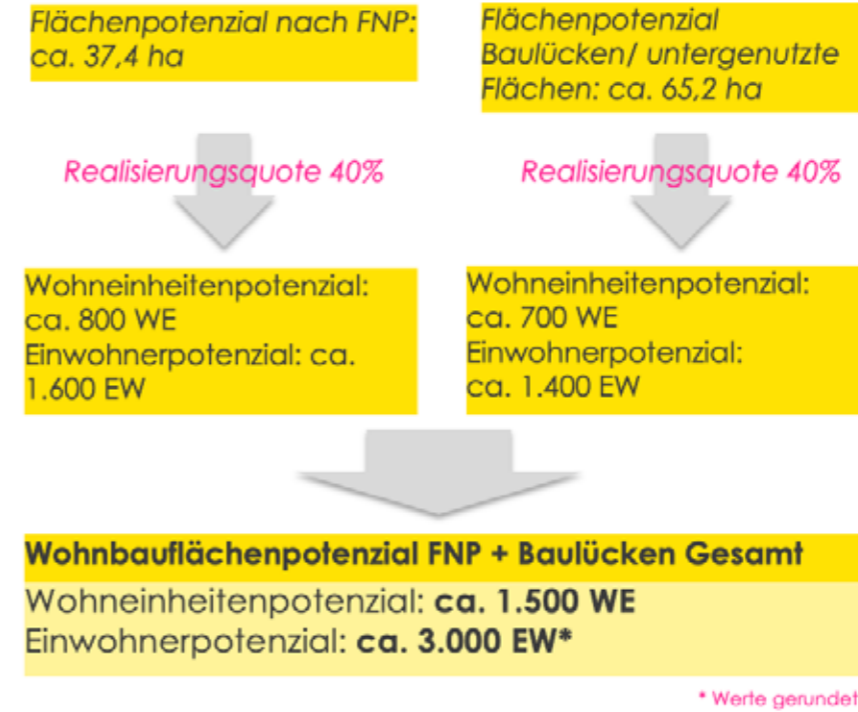 Flächenpotenzial nach FNP:
ca. 37,4 ha
Flächenpotenzial
Baulücken/ untergenutzte
Flächen: ca. 65,2 ha
Realisierungsquote 40%
Realisierungsquote 40%
Wohneinheitenpotenzial:
ca. 800 WE
Einwohnerpotenzial: ca.
1.600 EW
Wohneinheitenpotenzial:
ca. 700 WE
Einwohnerpotenzial:
ca. 1.400 EW
Wohnbauflächenpotenzial FNP + Baulücken Gesamt
Wohneinheitenpotenzial: ca. 1.500 WE
Einwohnerpotenzial: ca. 3.000 EW*
* Werte gerundet